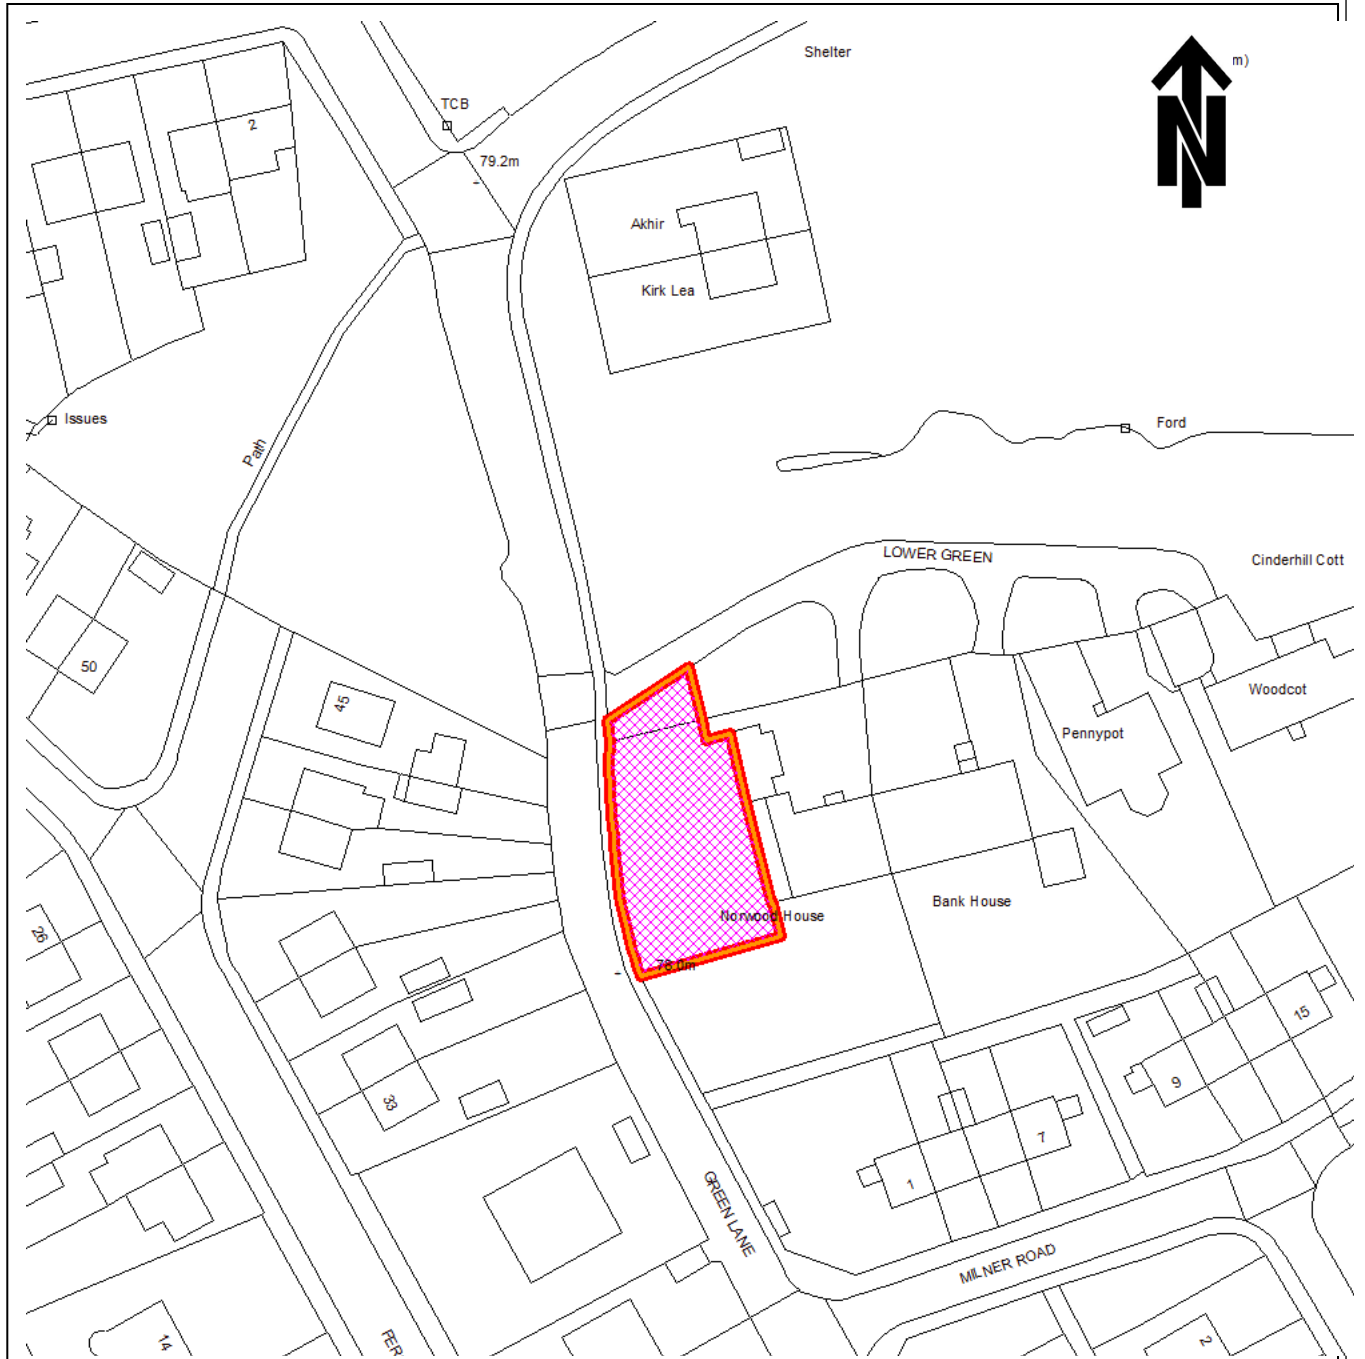 Shelter
m)
N
TCB
2
79.2m
Akhir
Kirk Lea
Issues
Path
Ford
LOWER GREEN
Cinderhill Cott
50
45
Woodcot
Pennypot
Bank House
Norwood House
26
78.0m
15
9
33
7
1
GREEN LANE
MILNER ROAD
14
FER
2